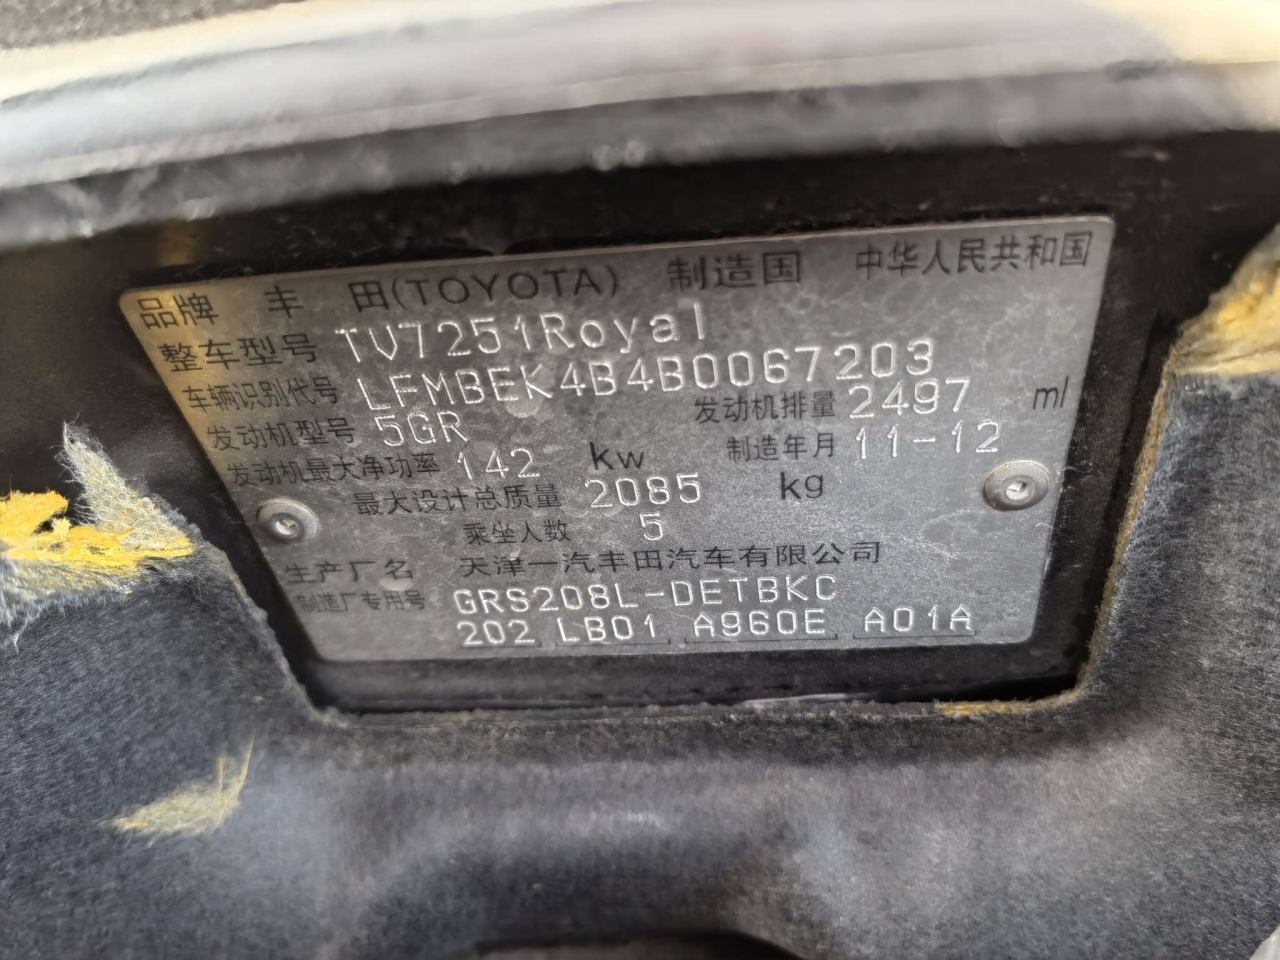 品牌 丰 田(TOYOTA) 制造国 中华人民共和国
整车型号 TV7251Royal
车辆识别代号 LFMBEK4B4B0067203
发动机型号 5GR 发动机排量 2497 ml
发动机最大净功率 142 kw 制造年月 11-12
最大设计总质量 2085 kg
乘坐人数 5
生产厂名 天津一汽丰田汽车有限公司
制造厂专用号 GRS208L-DETBKC
202 LB01 A960E A01A